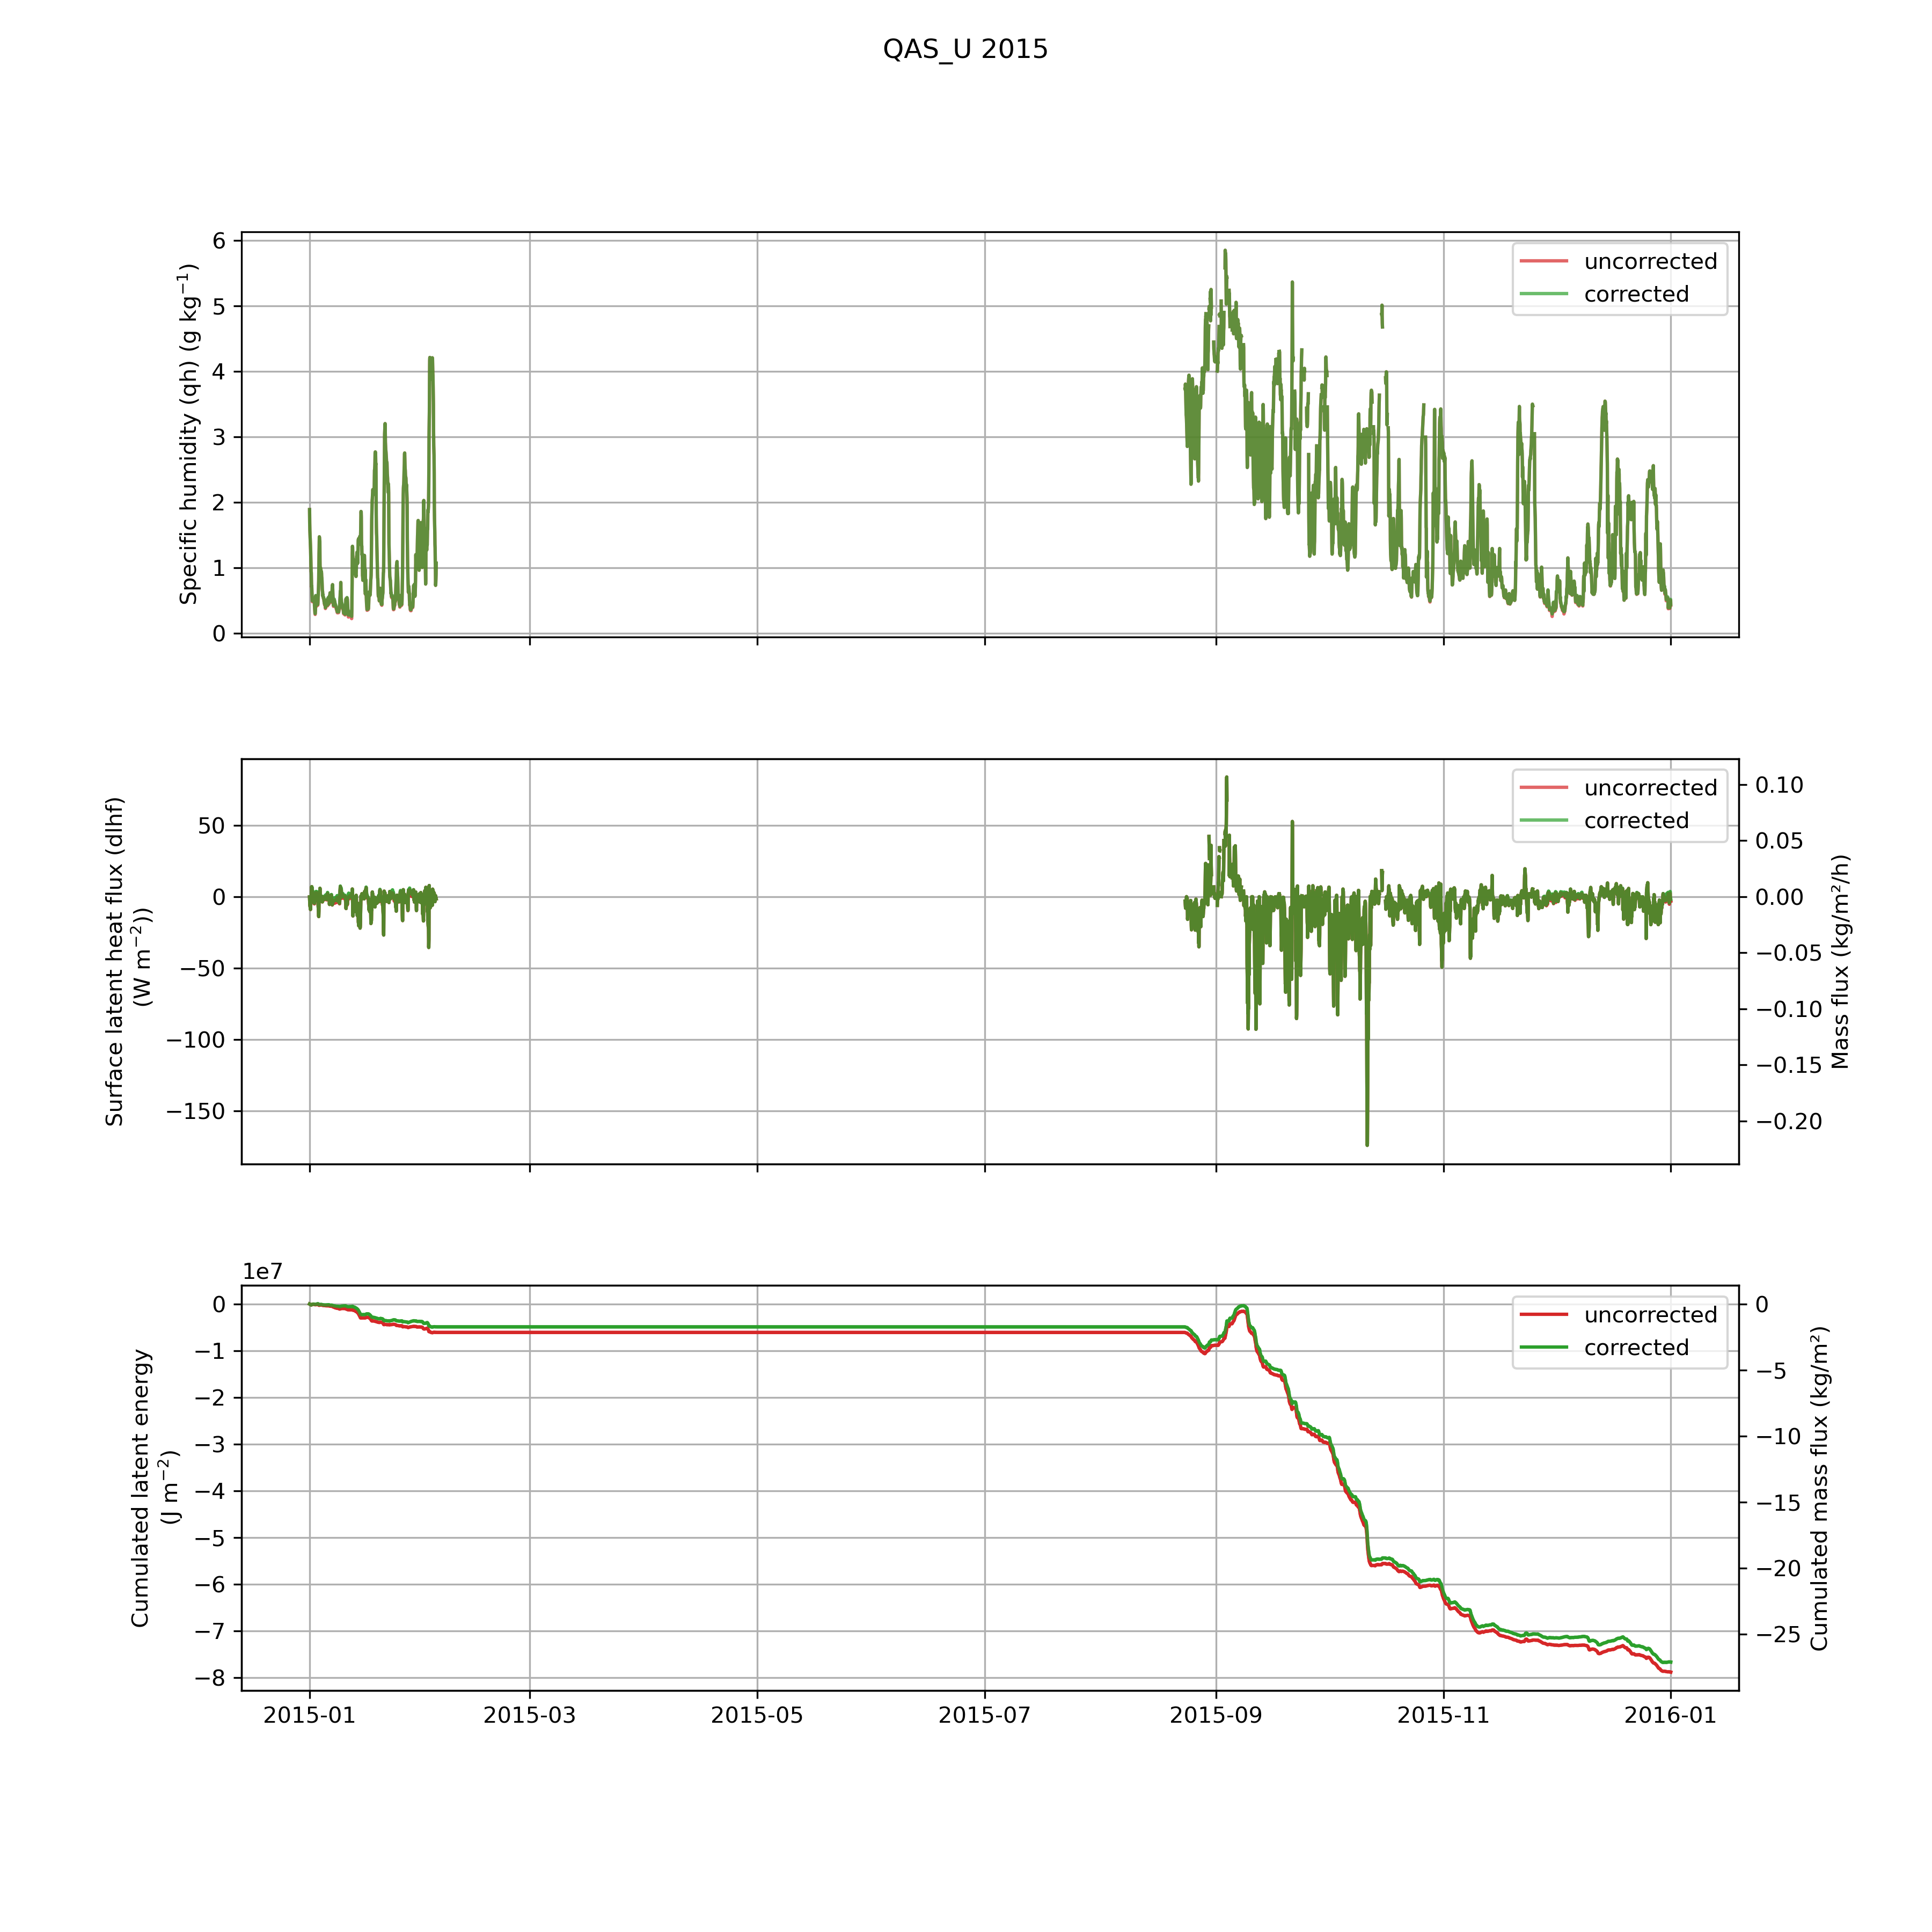 QAS_U 2015
Specific humidity (qh) (g kg⁻¹)
6
5
4
3
2
1
0
uncorrected
corrected
Surface latent heat flux (dlhf)
(W m⁻²))
50
0
−50
−100
−150
uncorrected
corrected
0.10
0.05
0.00
−0.05
−0.10
−0.15
−0.20
Mass flux (kg/m²/h)
1e7
Cumulated latent energy
(J m⁻²)
0
−1
−2
−3
−4
−5
−6
−7
−8
uncorrected
corrected
0
−5
−10
−15
−20
−25
Cumulated mass flux (kg/m²)
2015-01 2015-03 2015-05 2015-07 2015-09 2015-11 2016-01